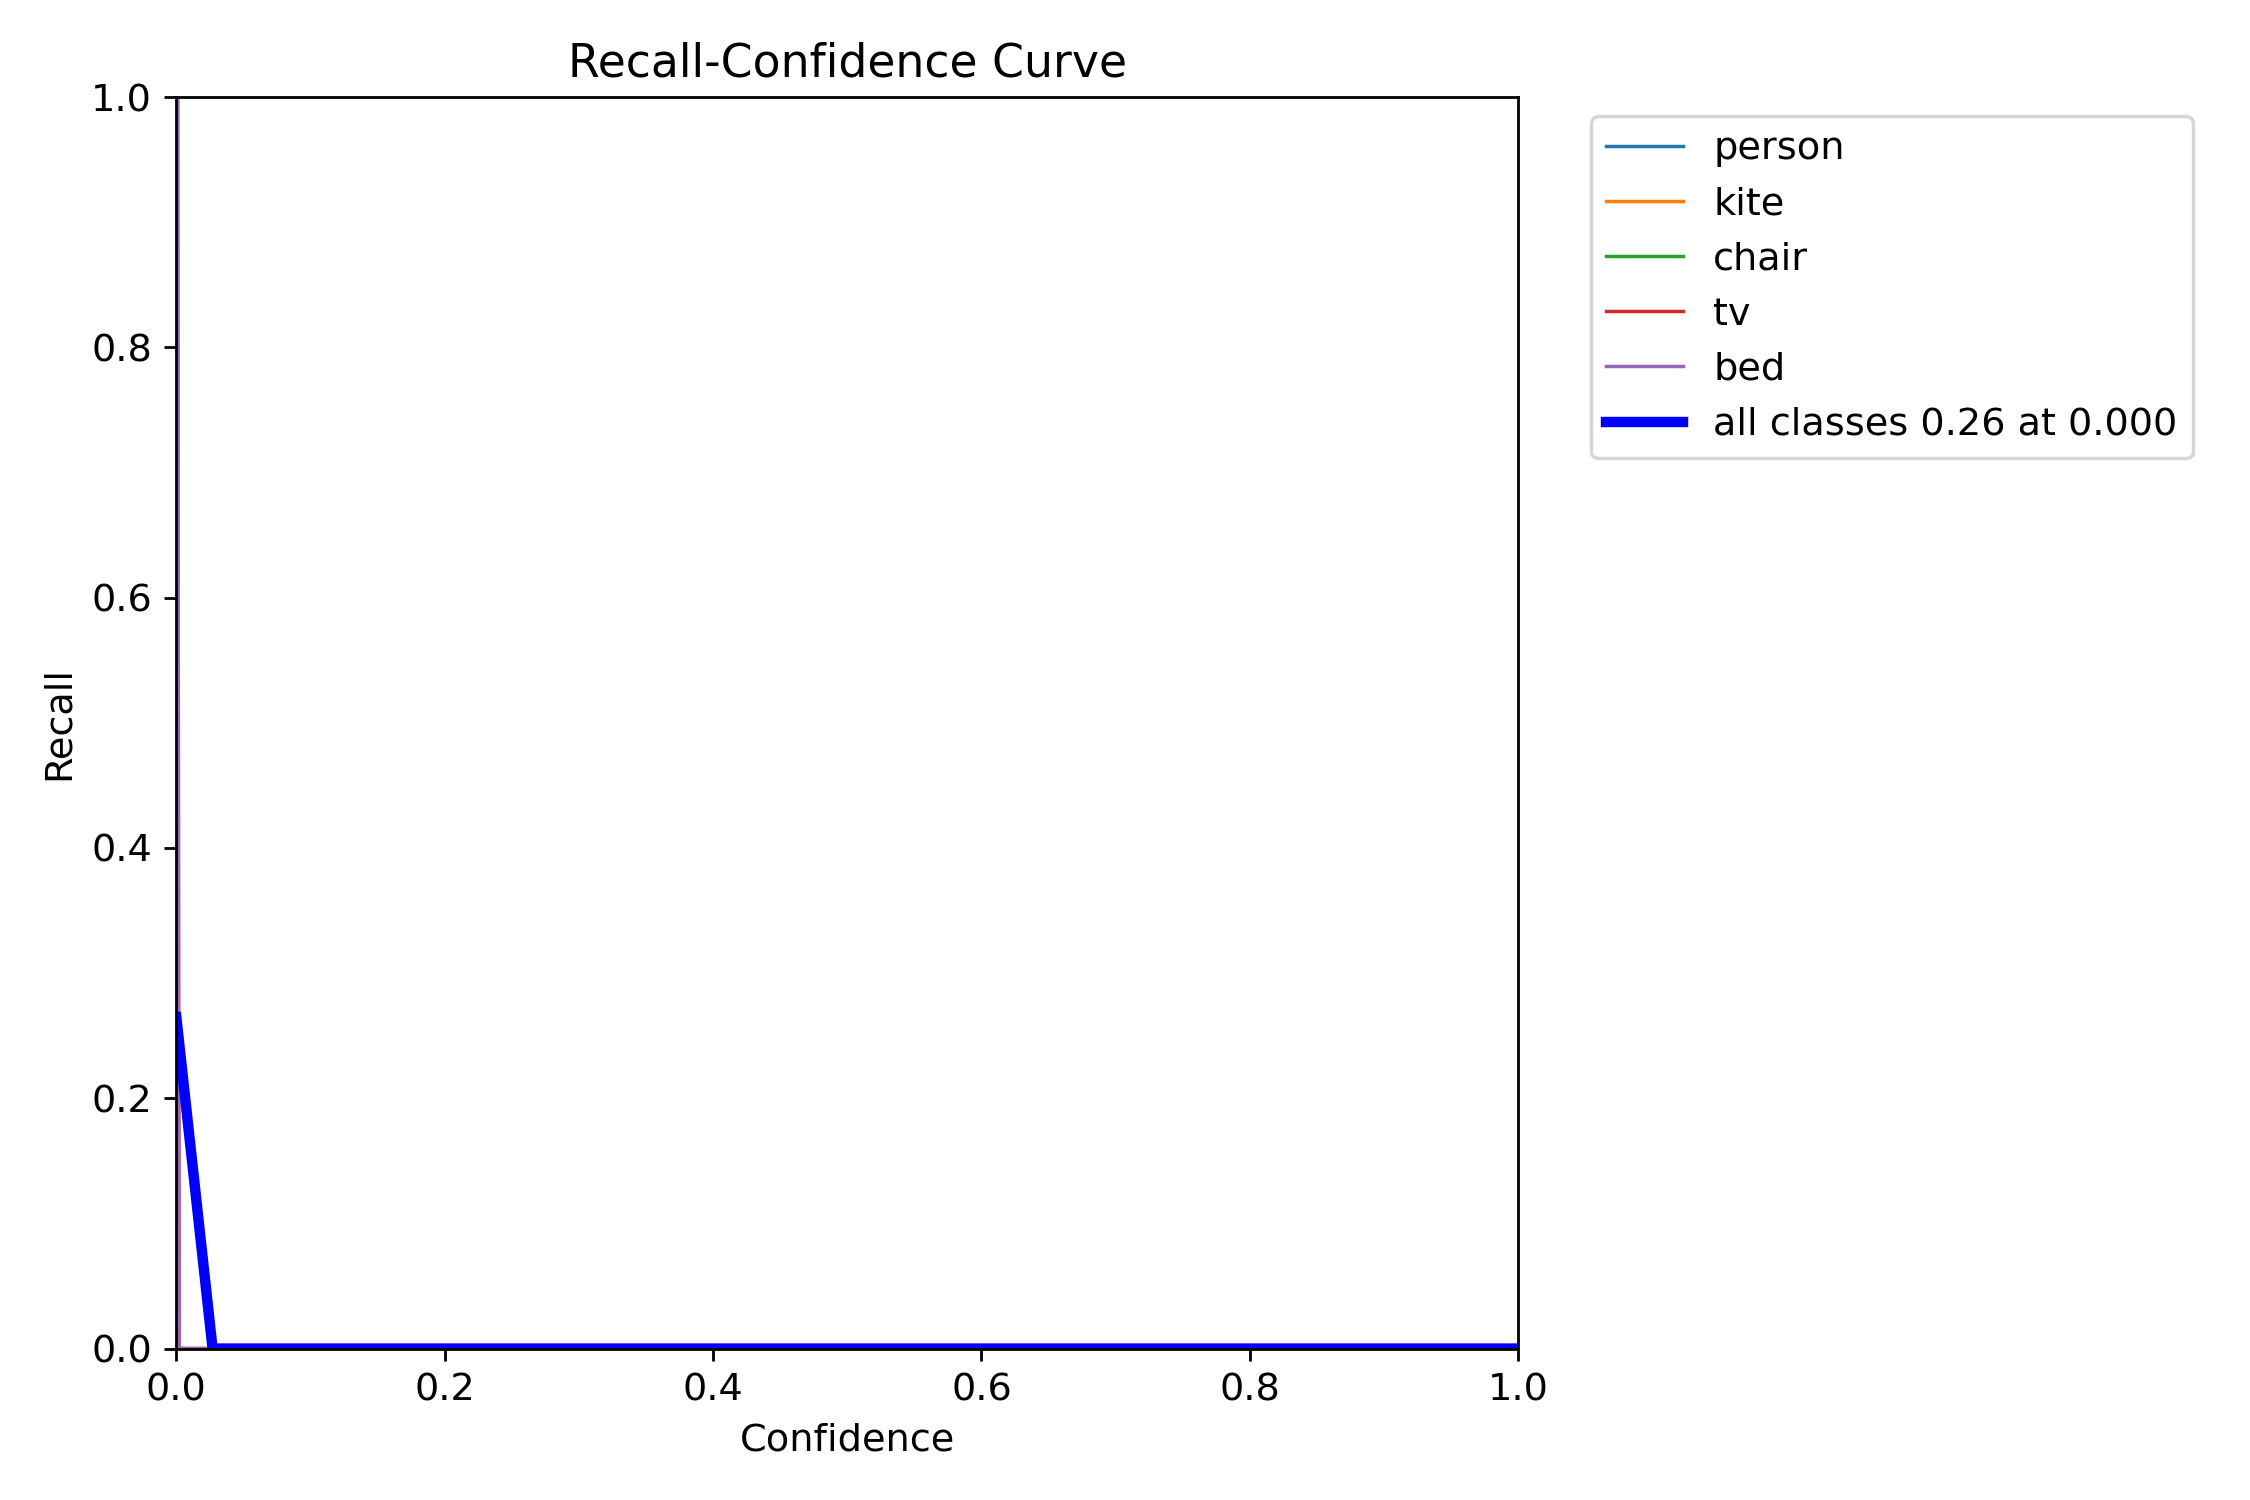 Recall-Confidence Curve
1.0
0.8
0.6
0.4
0.2
0.0
Recall
0.0 0.2 0.4 0.6 0.8 1.0
Confidence
person
kite
chair
tv
bed
all classes 0.26 at 0.000